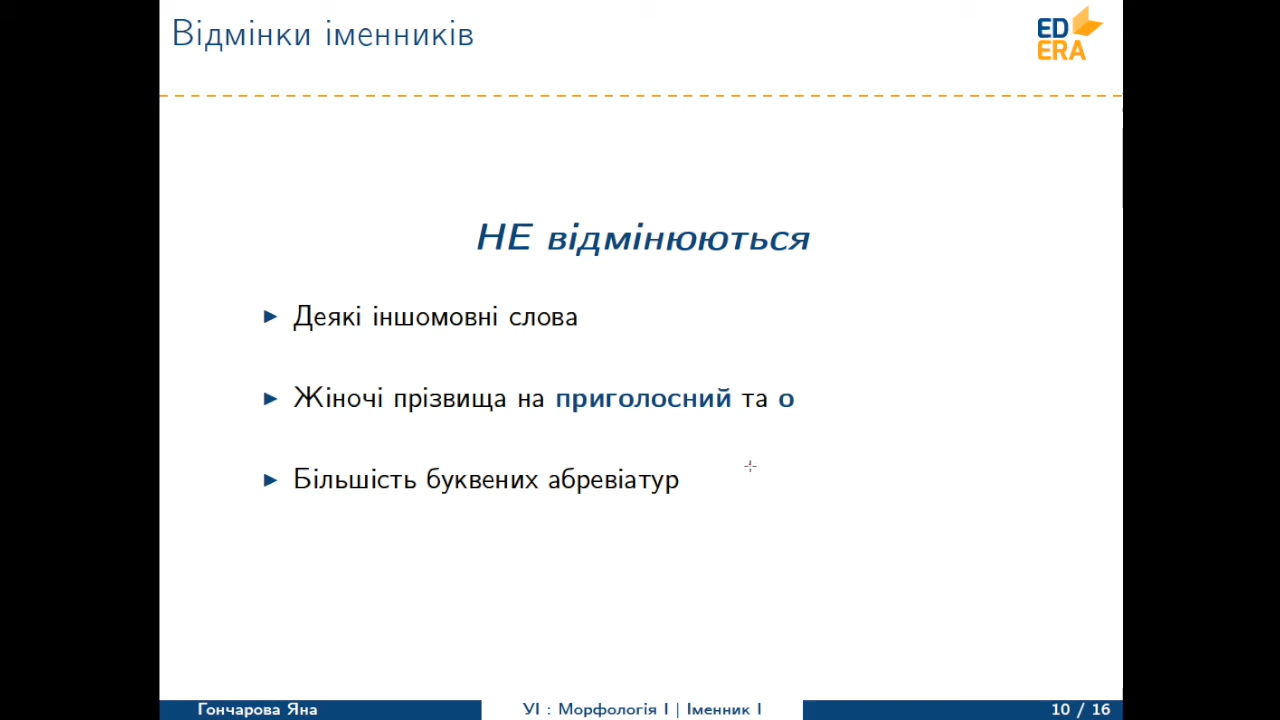 Відмінки іменників
ED
ERA
НЕ відмінюються
Деякі іншомовні слова
Жіночі прізвища на приголосний та о
Більшість буквених абревіатур
Гончарова Яна
УІ : Морфологія І | Іменник І
10 / 16